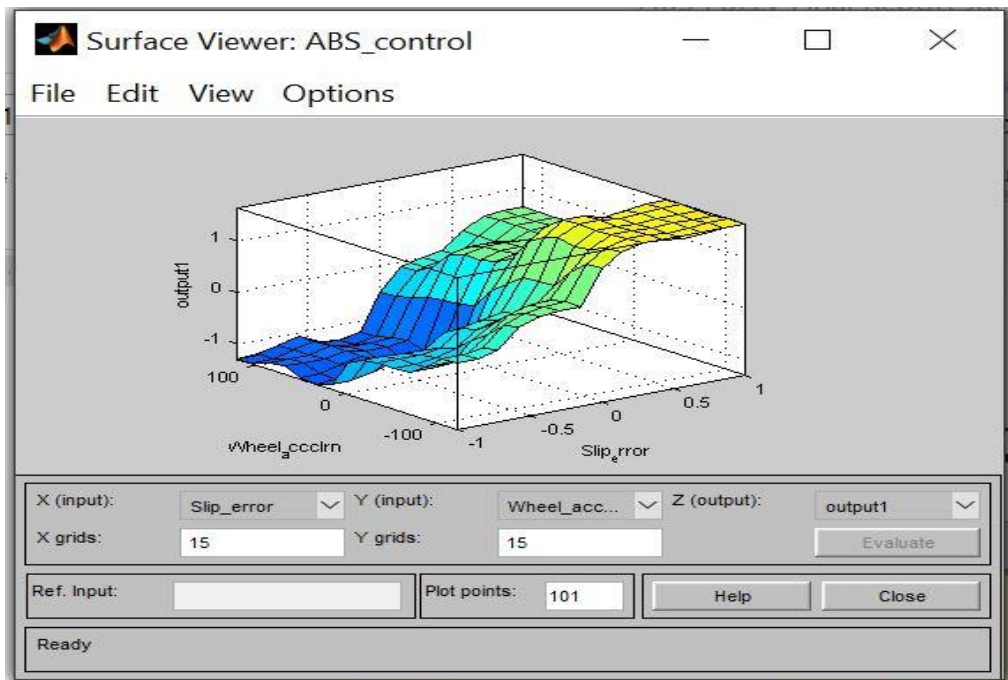 Surface Viewer: ABS_control
File Edit View Options
1
0
-1
output1
100
0
-100
Wheel_acclrn
-1
-0.5
0
0.5
1
Slip_error
X (input): Slip_error Y (input): Wheel_acc... Z (output): output1
X grids: 15 Y grids: 15 Evaluate
Ref. Input: Plot points: 101 Help Close
Ready